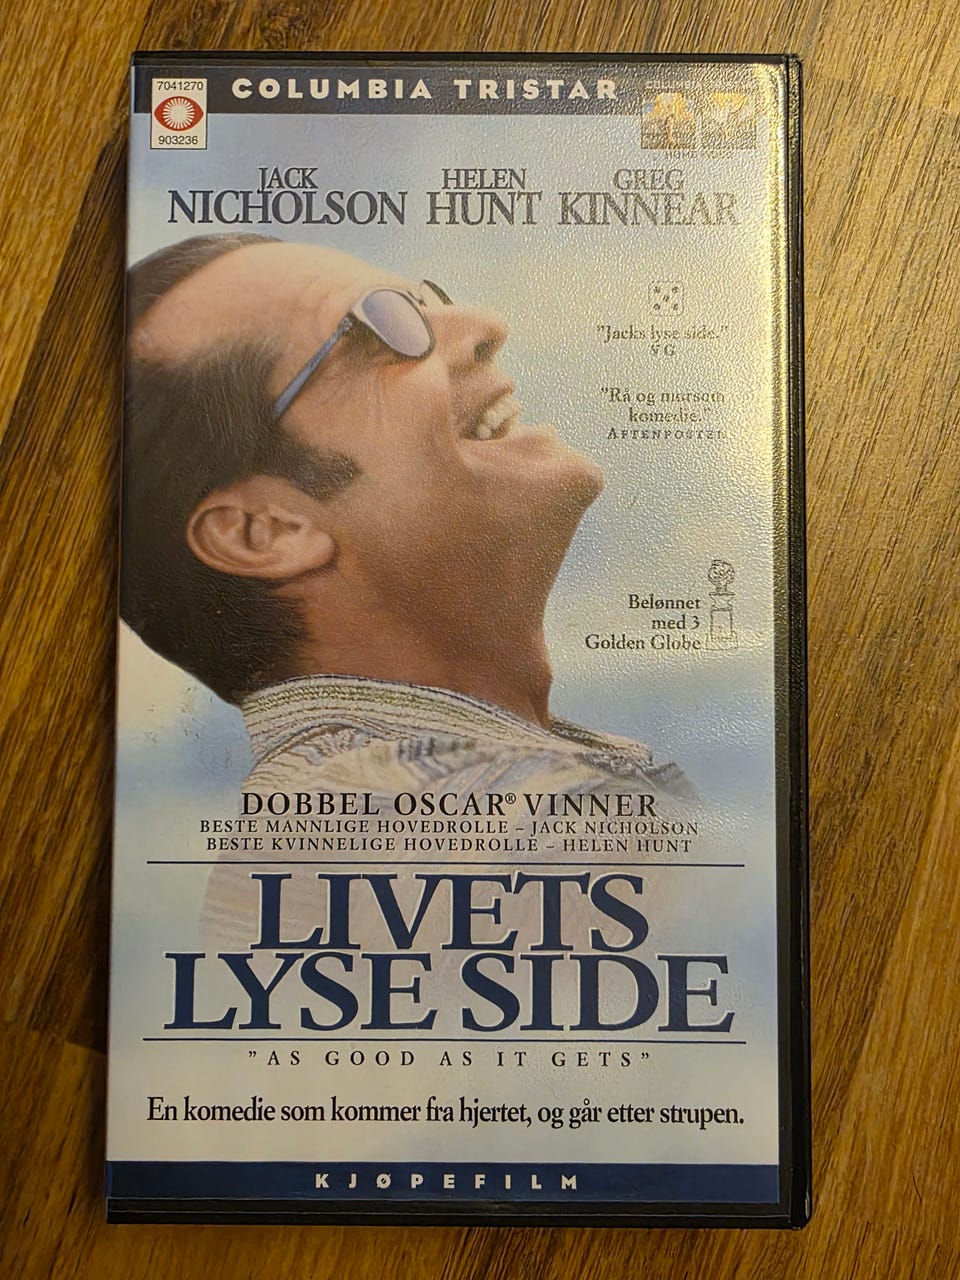 7041270
903236
COLUMBIA TRISTAR
HOME VIDEO
JACK NICHOLSON
HELEN HUNT
GREG KINNEAR
"Jacks lyse side."
VG
"Rå og morsom
komedie."
AFTENPOSTEN
Belønnet
med 3
Golden Globe
DOBBEL OSCAR® VINNER
BESTE MANNLIGE HOVEDROLLE – JACK NICHOLSON
BESTE KVINNELIGE HOVEDROLLE – HELEN HUNT
LIVETS
LYSE SIDE
"AS GOOD AS IT GETS"
En komedie som kommer fra hjertet, og går etter strupen.
KJØPEFILM